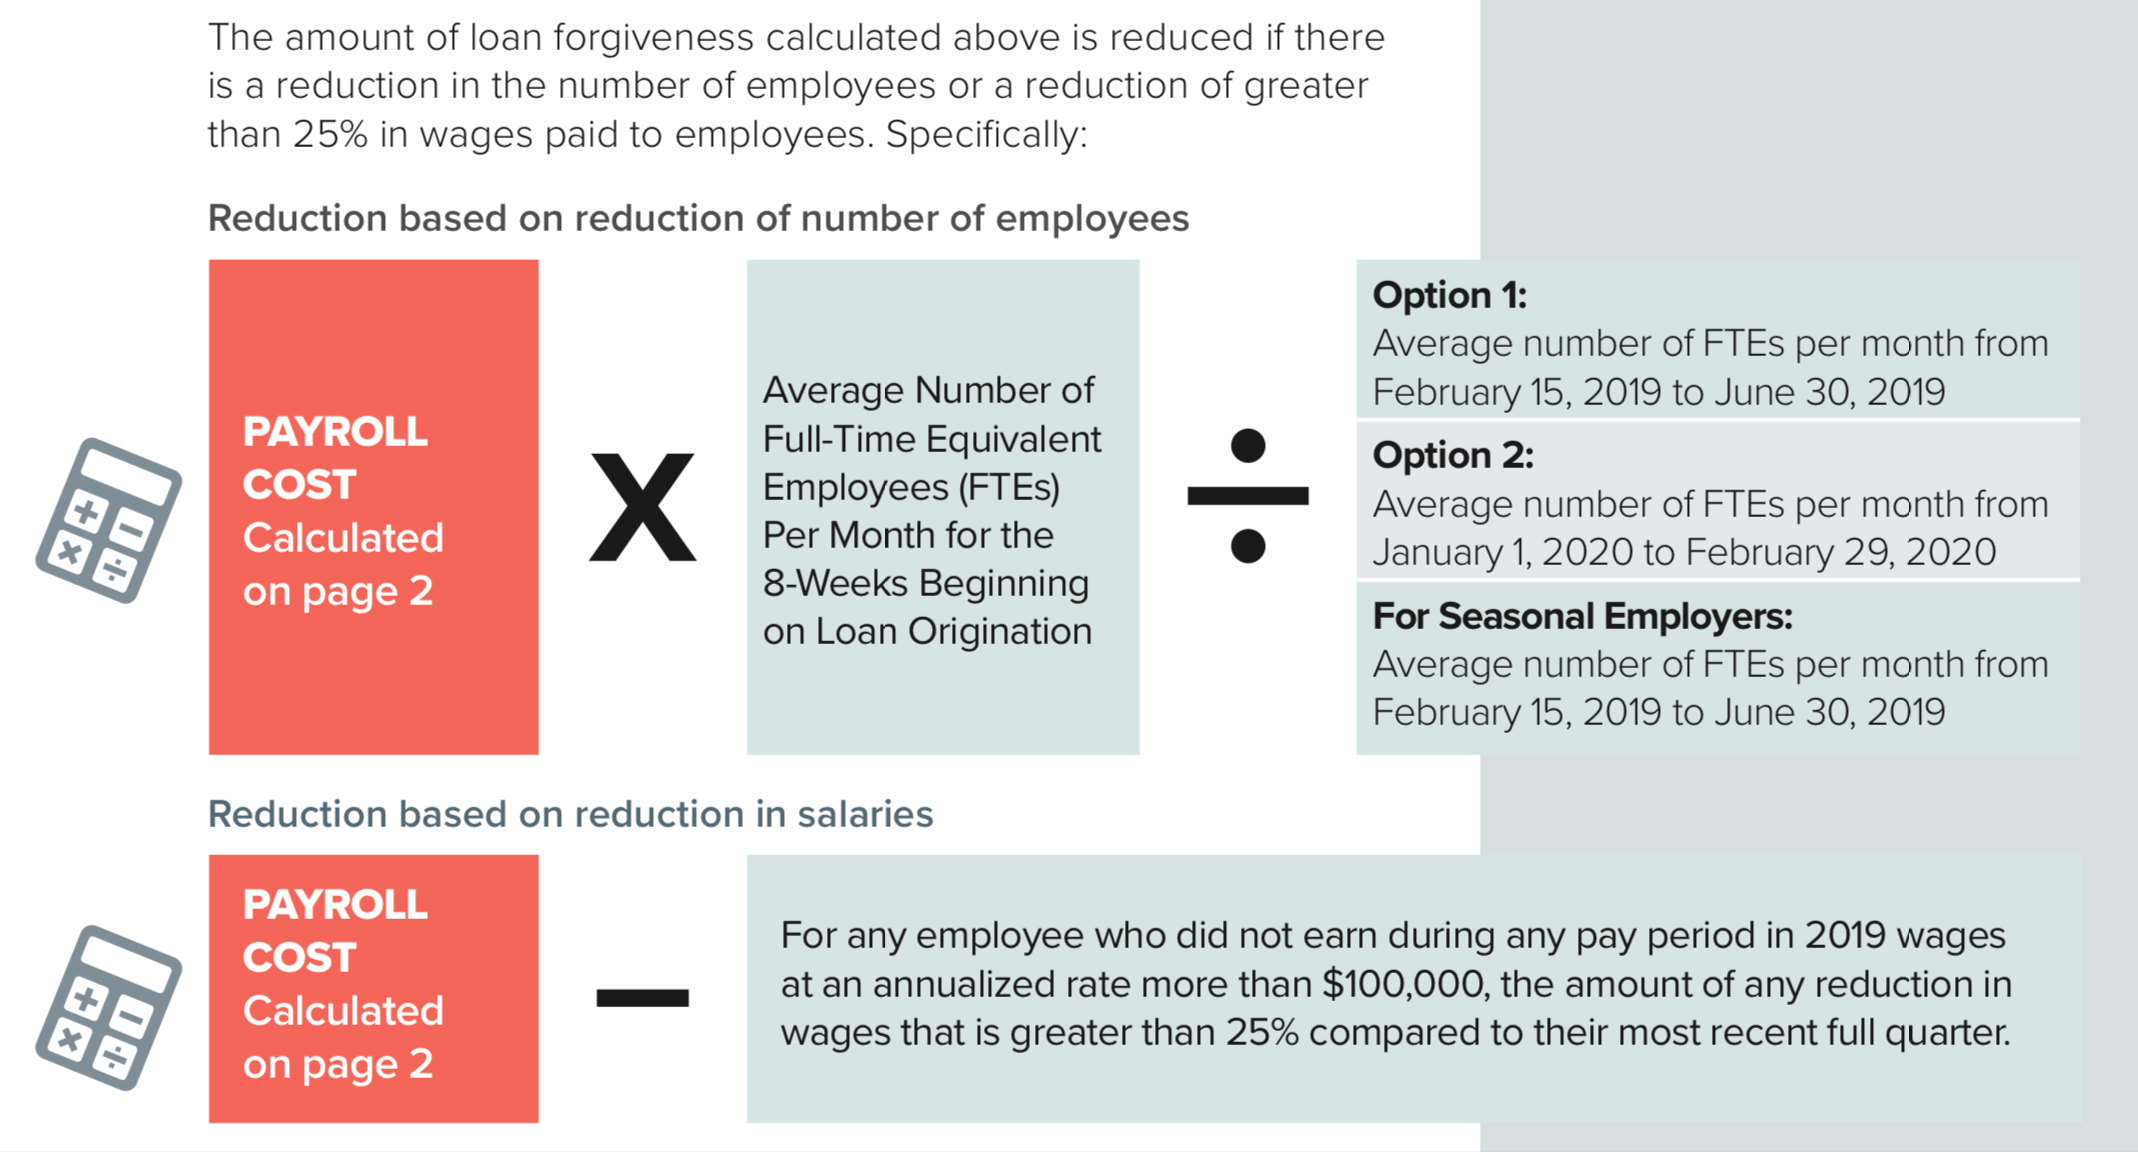 The amount of loan forgiveness calculated above is reduced if there
is a reduction in the number of employees or a reduction of greater
than 25% in wages paid to employees. Specifically:
Reduction based on reduction of number of employees
PAYROLL
COST
Calculated
on page 2
X
Average Number of
Full-Time Equivalent
Employees (FTEs)
Per Month for the
8-Weeks Beginning
on Loan Origination
÷
Option 1:
Average number of FTEs per month from
February 15, 2019 to June 30, 2019
Option 2:
Average number of FTEs per month from
January 1, 2020 to February 29, 2020
For Seasonal Employers:
Average number of FTEs per month from
February 15, 2019 to June 30, 2019
Reduction based on reduction in salaries
PAYROLL
COST
Calculated
on page 2
–
For any employee who did not earn during any pay period in 2019 wages
at an annualized rate more than $100,000, the amount of any reduction in
wages that is greater than 25% compared to their most recent full quarter.